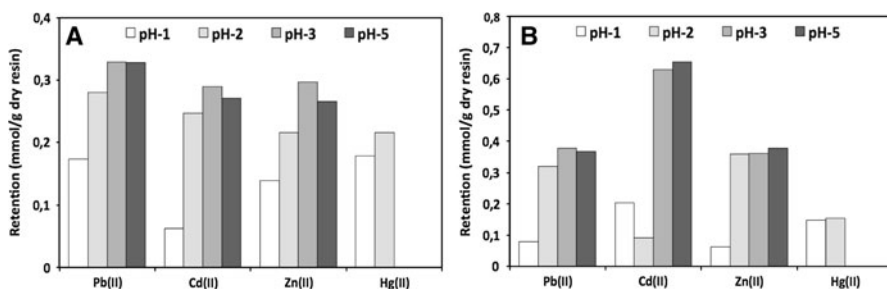 A
pH-1 pH-2 pH-3 pH-5
Retention (mmol/g dry resin)
0,4
0,3
0,2
0,1
0
Pb(II) Cd(II) Zn(II) Hg(II)
B
pH-1 pH-2 pH-3 pH-5
Retention (mmol/g dry resin)
0,8
0,7
0,6
0,5
0,4
0,3
0,2
0,1
0
Pb(II) Cd(II) Zn(II) Hg(II)